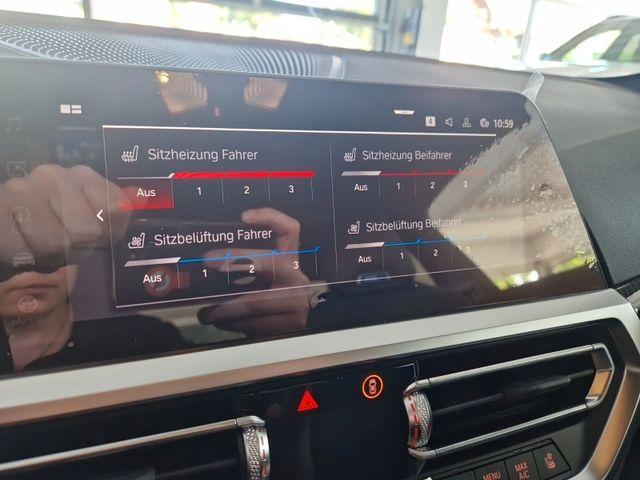 4 10:59
Sitzheizung Fahrer
Aus 1 2 3
Sitzheizung Beifahrer
Aus 1 2 3
Sitzbelüftung Fahrer
Aus 1 2 3
Sitzbelüftung Beifahrer
Aus 1 2 3
MENU
MAX
A/C